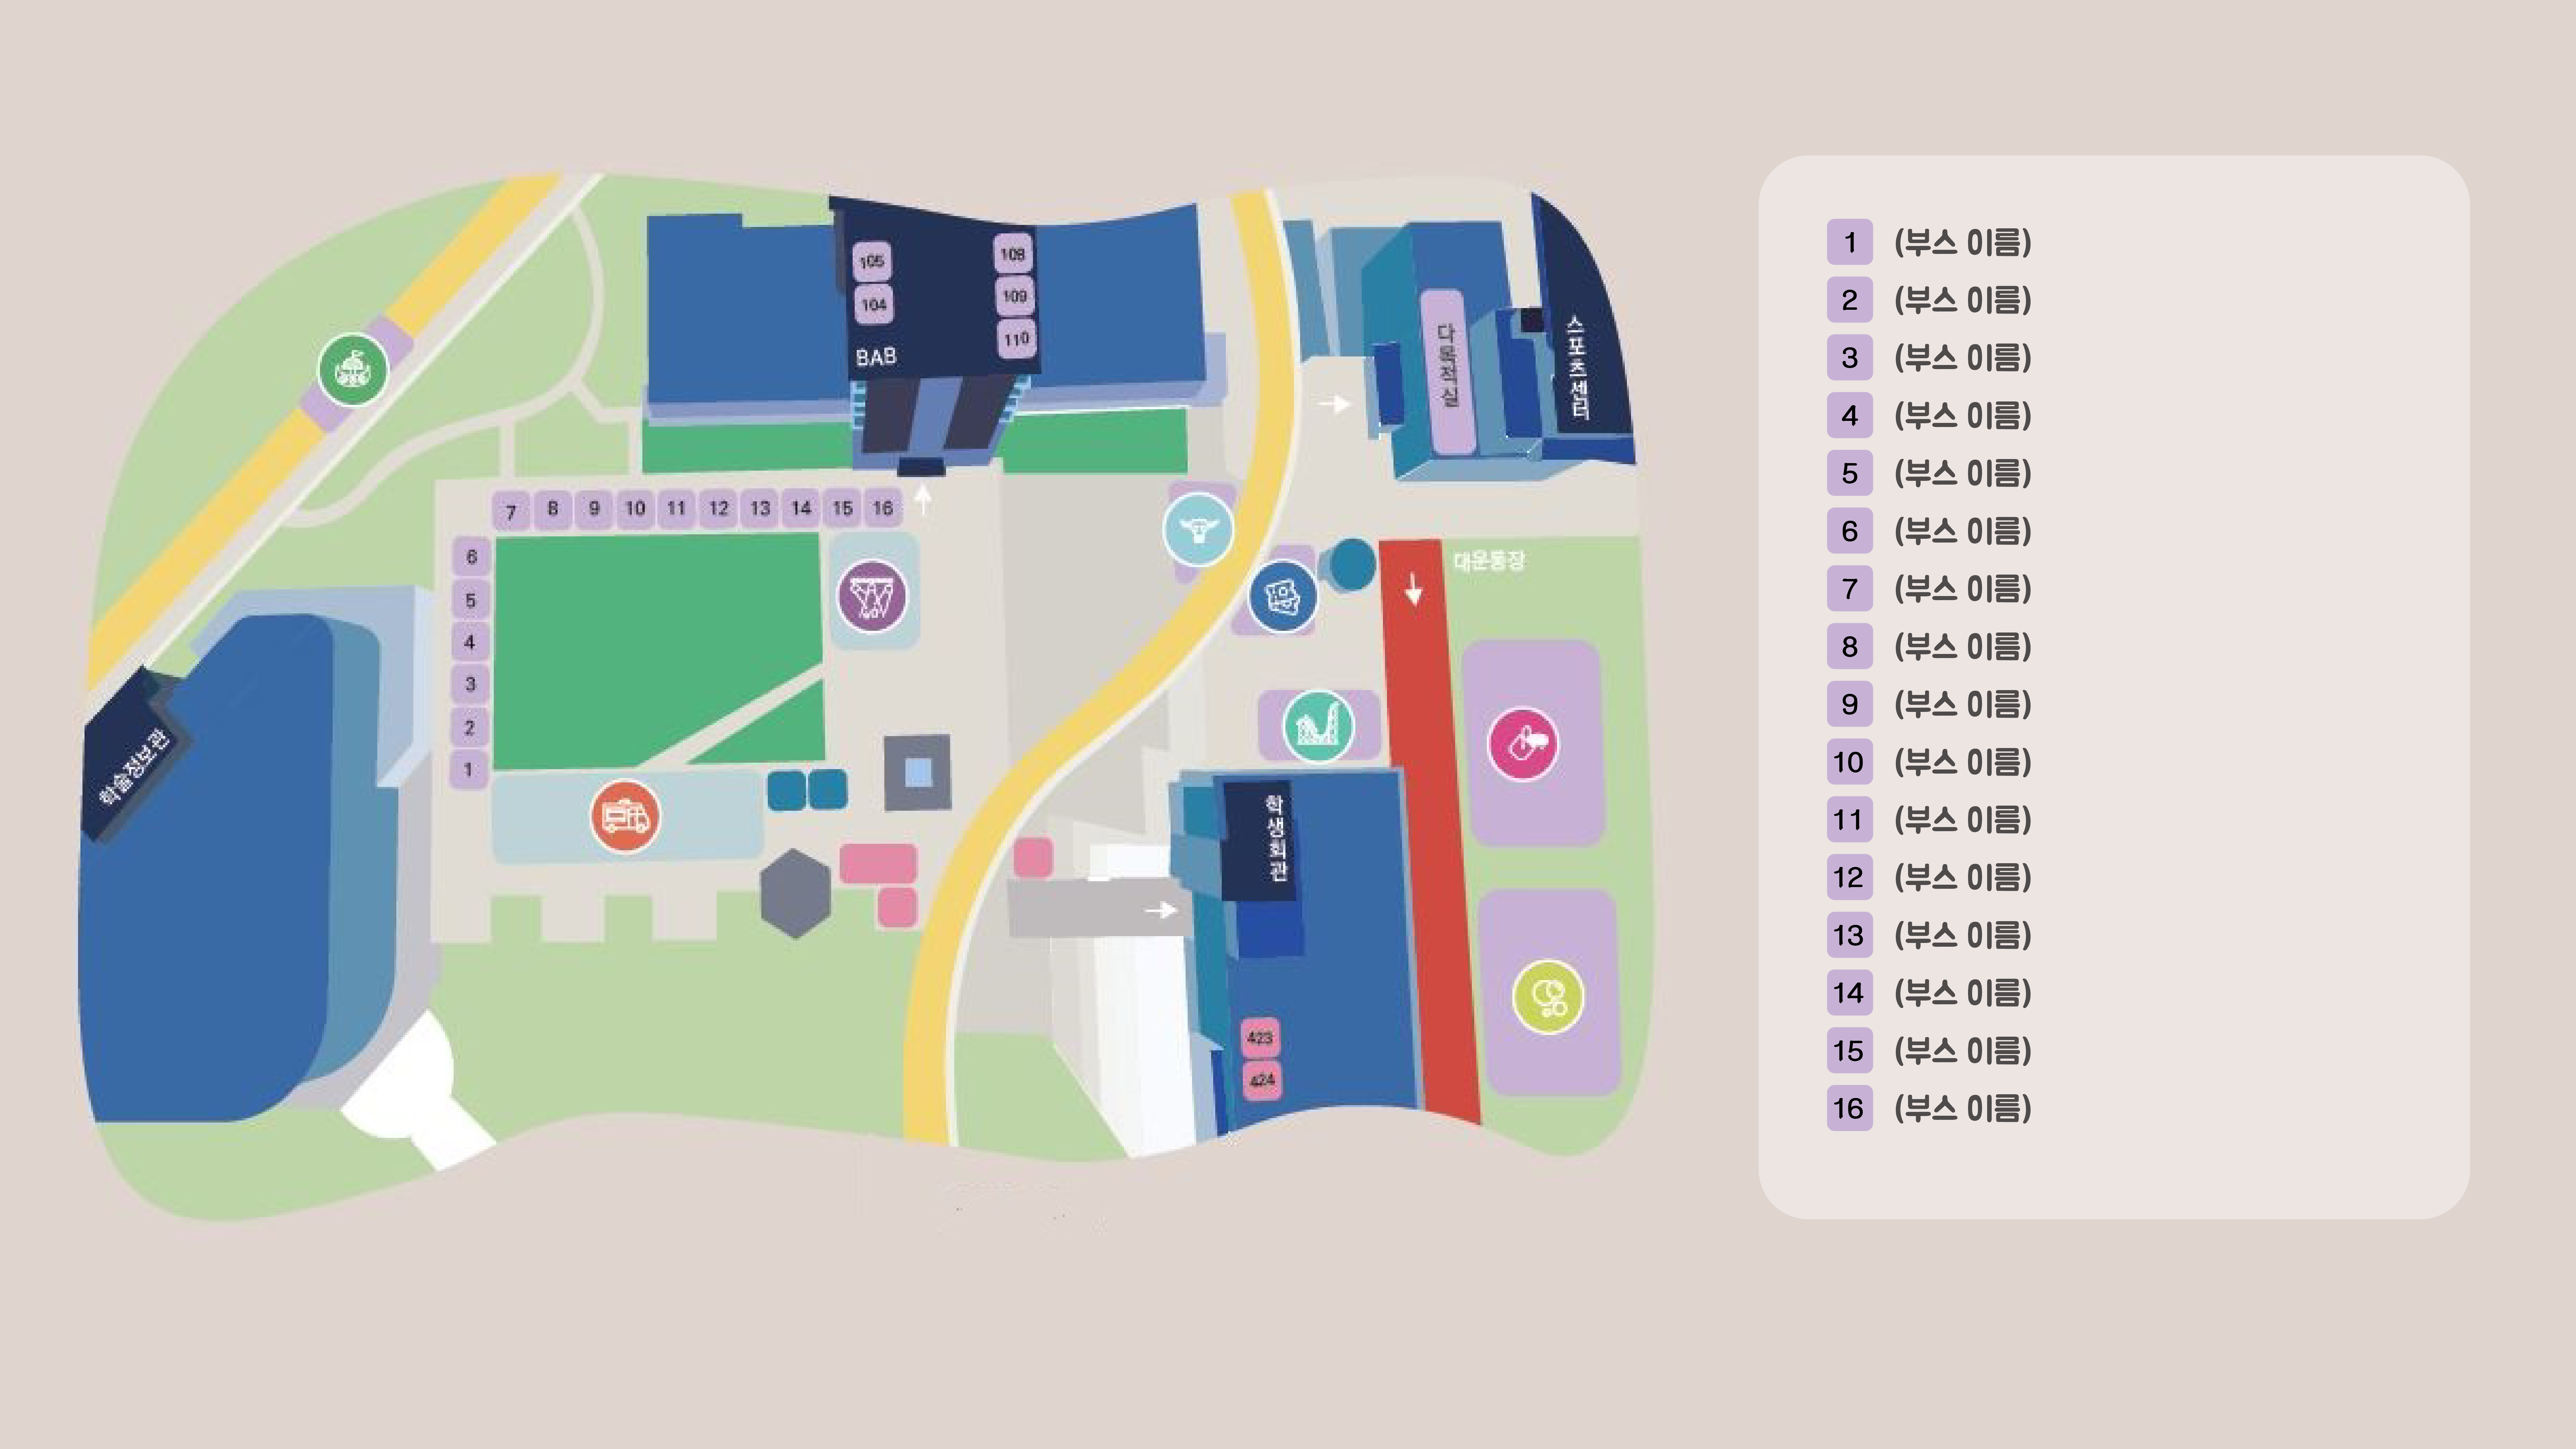 105
104
108
109
110
BAB
다목적실
스포츠센터
7 8 9 10 11 12 13 14 15 16
6
5
4
3
2
1
대운동장
학술정보관
학생회관
423
424
1 (부스 이름)
2 (부스 이름)
3 (부스 이름)
4 (부스 이름)
5 (부스 이름)
6 (부스 이름)
7 (부스 이름)
8 (부스 이름)
9 (부스 이름)
10 (부스 이름)
11 (부스 이름)
12 (부스 이름)
13 (부스 이름)
14 (부스 이름)
15 (부스 이름)
16 (부스 이름)